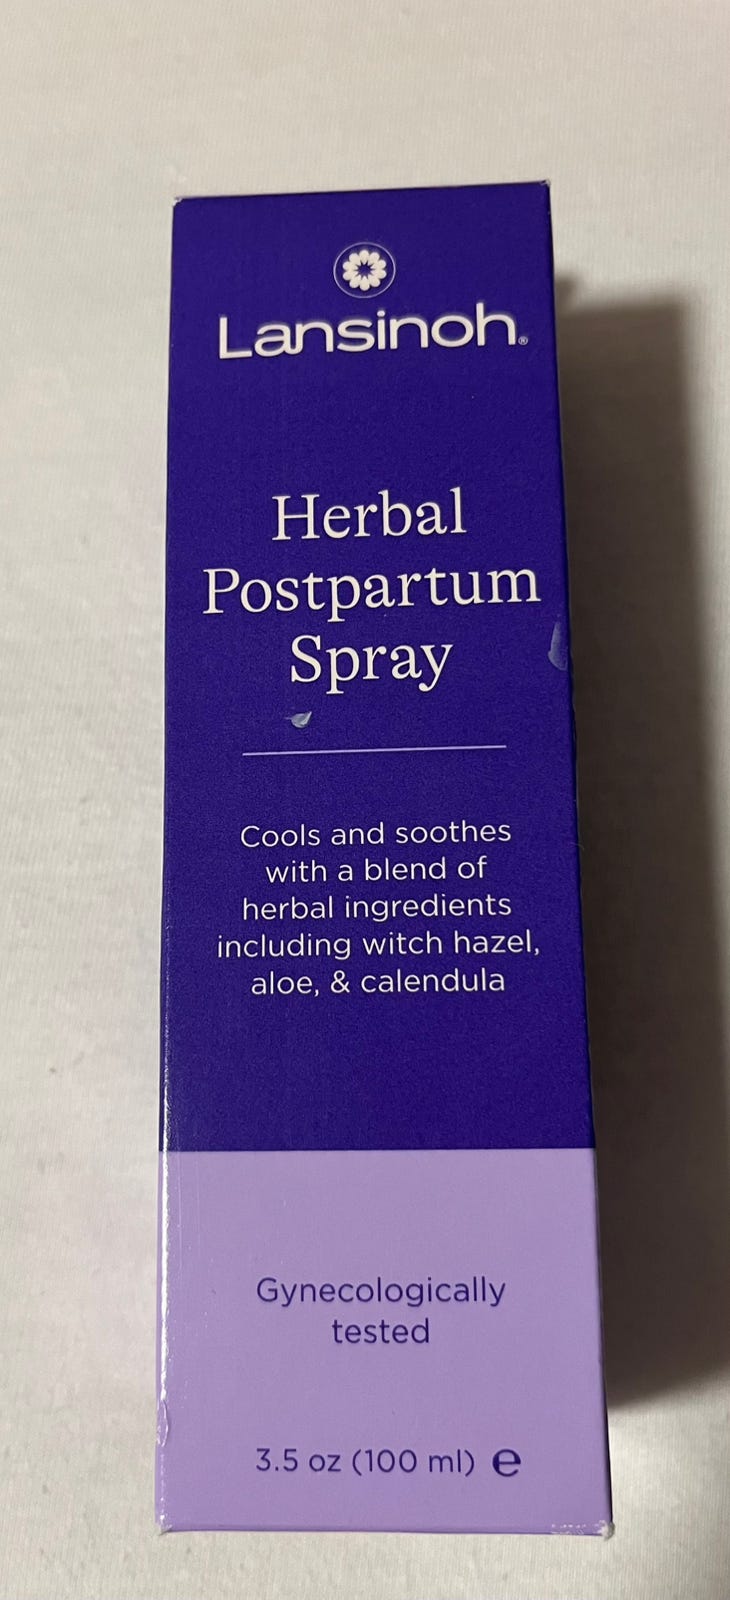 Lansinoh®
Herbal
Postpartum
Spray
Cools and soothes
with a blend of
herbal ingredients
including witch hazel,
aloe, & calendula
Gynecologically
tested
3.5 oz (100 ml) ℮